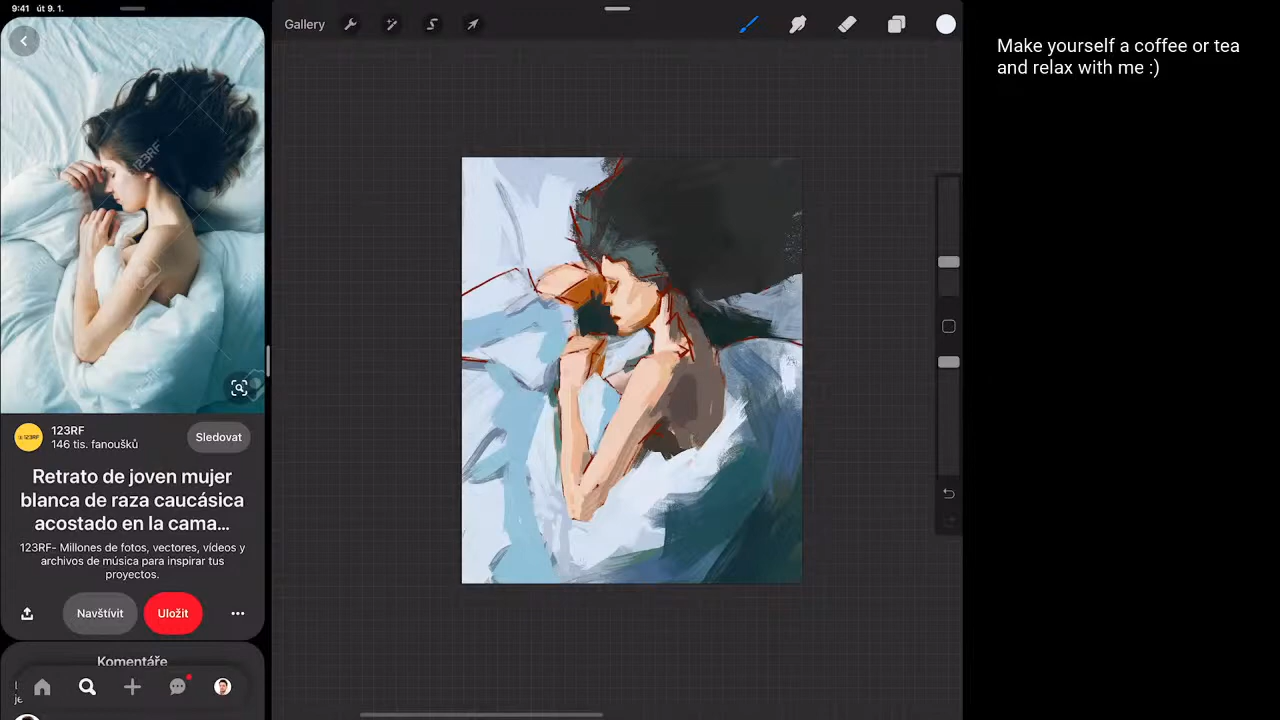 9:41 út 9. 1.
Gallery
Make yourself a coffee or tea
and relax with me :)
123RF
123RF
146 tis. fanoušků
Sledovat
Retrato de joven mujer
blanca de raza caucásica
acostado en la cama...
123RF- Millones de fotos, vectores, vídeos y
archivos de música para inspirar tus
proyectos.
Navštívit
Uložit
Komentáře